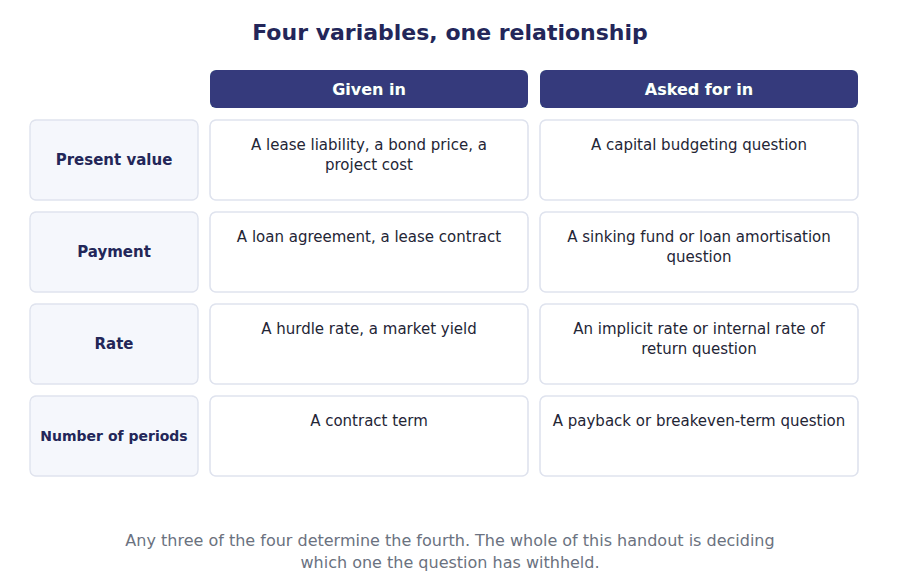 Four variables, one relationship
Given in
Asked for in
Present value
A lease liability, a bond price, a
project cost
A capital budgeting question
Payment
A loan agreement, a lease contract
A sinking fund or loan amortisation
question
Rate
A hurdle rate, a market yield
An implicit rate or internal rate of
return question
Number of periods
A contract term
A payback or breakeven-term question
Any three of the four determine the fourth. The whole of this handout is deciding
which one the question has withheld.